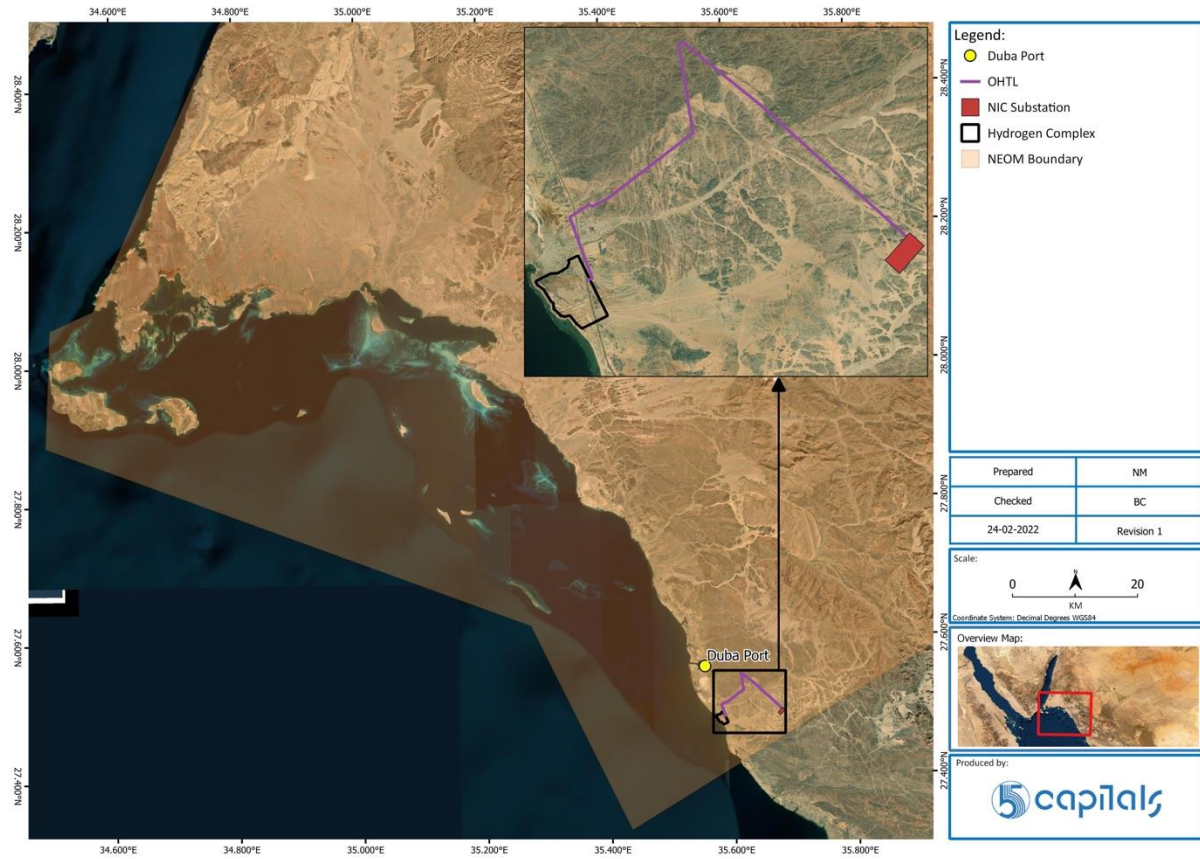 34.600°E 34.800°E 35.000°E 35.200°E 35.400°E 35.600°E 35.800°E
28.400°N
28.200°N
28.000°N
27.800°N
27.600°N
27.400°N
Duba Port
28.400°N
28.200°N
28.000°N
27.800°N
27.600°N
27.400°N
34.600°E 34.800°E 35.000°E 35.200°E 35.400°E 35.600°E 35.800°E
Legend:
Duba Port
OHTL
NIC Substation
Hydrogen Complex
NEOM Boundary
Prepared NM
Checked BC
24-02-2022 Revision 1
Scale:
N
0 20
KM
Coordinate System: Decimal Degrees WGS84
Overview Map:
Produced by:
5 capitals